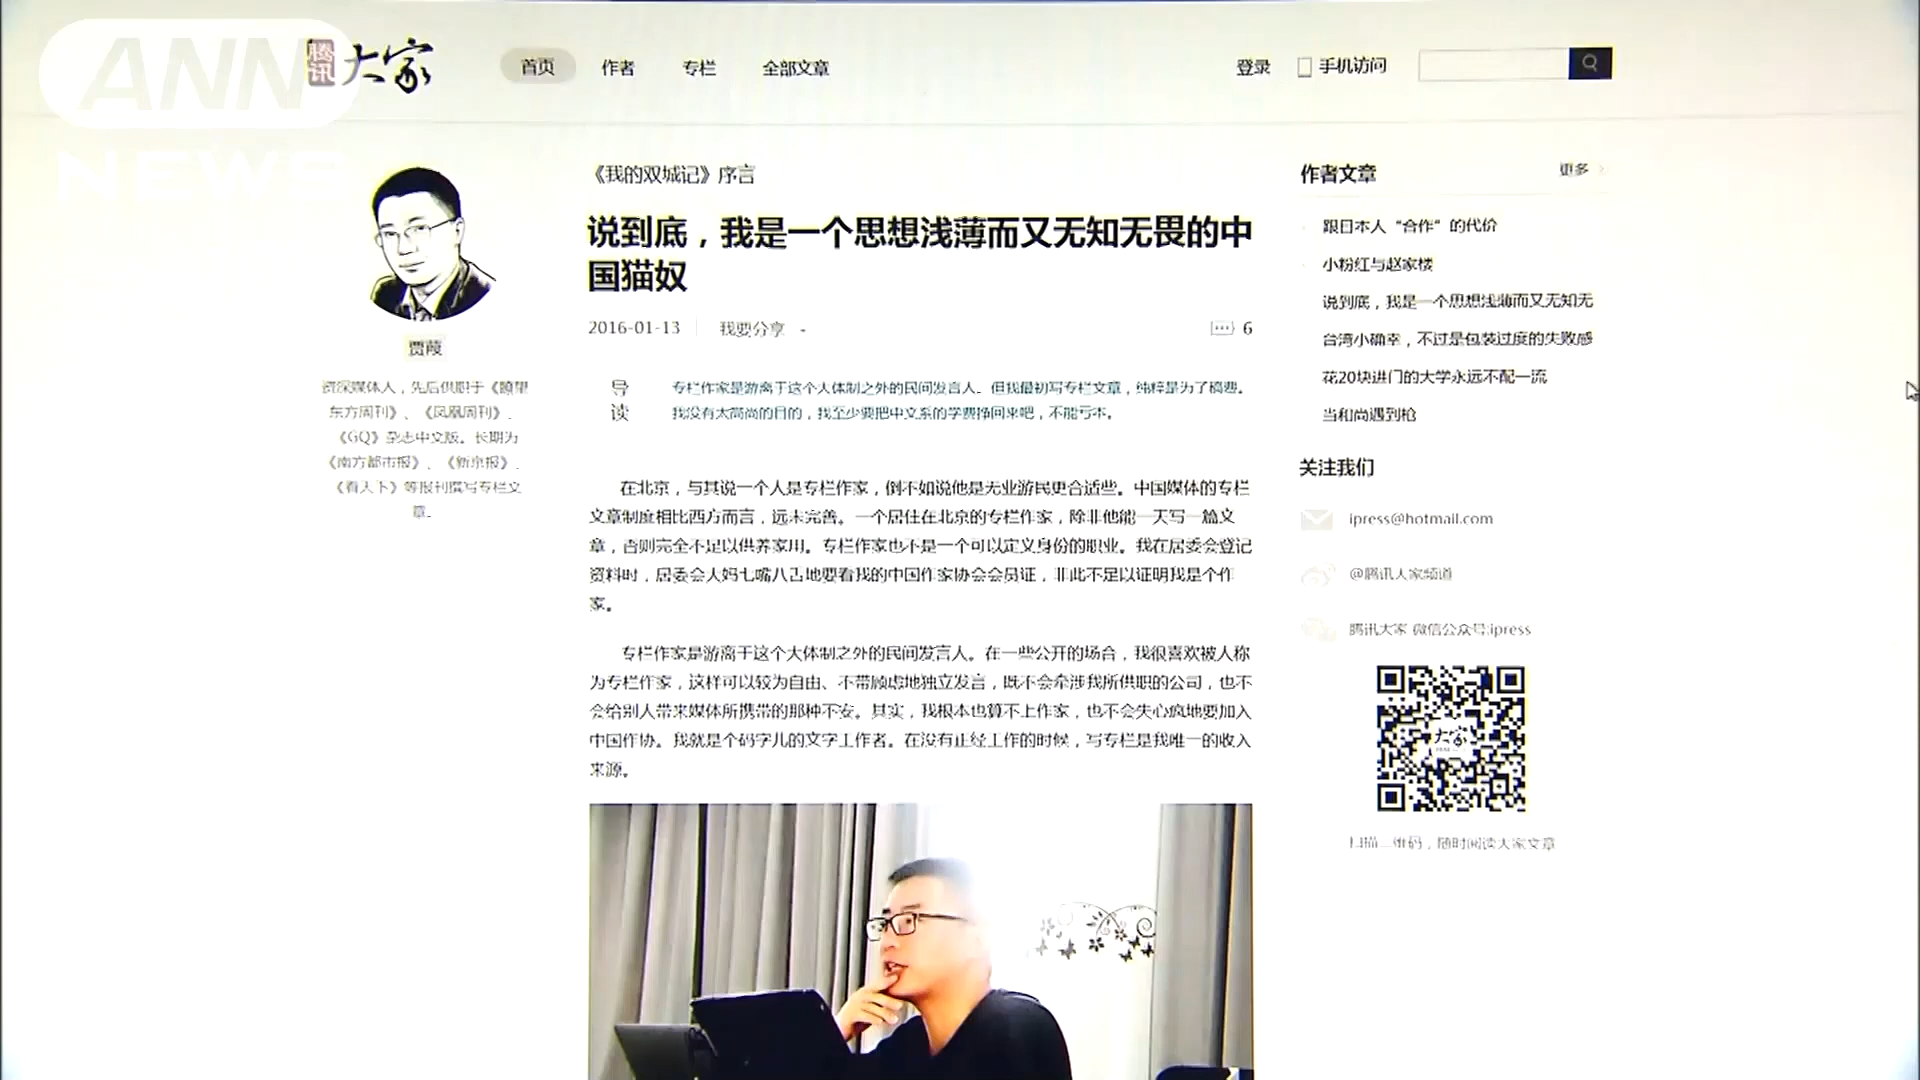 ANN
NEWS
腾讯
大家
首页
作者
专栏
全部文章
登录
手机访问
贾葭
资深媒体人，先后供职于《瞭望
东方周刊》、《凤凰周刊》、
《GQ》杂志中文版。长期为
《南方都市报》、《新京报》、
《看天下》等报刊撰写专栏文
章。
《我的双城记》序言
说到底，我是一个思想浅薄而又无知无畏的中
国猫奴
2016-01-13
我要分享 -
6
导
读
专栏作家是游离于这个大体制之外的民间发言人。但我最初写专栏文章，纯粹是为了稿费。
我没有太高尚的目的，我至少要把中文系的学费挣回来吧，不能亏本。
在北京，与其说一个人是专栏作家，倒不如说他是无业游民更合适些。中国媒体的专栏
文章制度相比西方而言，远未完善。一个居住在北京的专栏作家，除非他能一天写一篇文
章，否则完全不足以供养家用。专栏作家也不是一个可以定义身份的职业。我在居委会登记
资料时，居委会大妈七嘴八舌地要看我的中国作家协会会员证，非此不足以证明我是个作
家。
专栏作家是游离于这个大体制之外的民间发言人。在一些公开的场合，我很喜欢被人称
为专栏作家，这样可以较为自由、不带顾虑地独立发言，既不会牵涉我所供职的公司，也不
会给别人带来媒体所携带的那种不安。其实，我根本也算不上作家，也不会失心疯地要加入
中国作协。我就是个码字儿的文字工作者。在没有正经工作的时候，写专栏是我唯一的收入
来源。
作者文章
更多
跟日本人“合作”的代价
小粉红与赵家楼
说到底，我是一个思想浅薄而又无知无
台湾小确幸，不过是包装过度的失败感
花20块进门的大学永远不配一流
当和尚遇到枪
关注我们
ipress@hotmail.com
@腾讯大家频道
腾讯大家 微信公众号:ipress
大家
扫描二维码，随时阅读大家文章